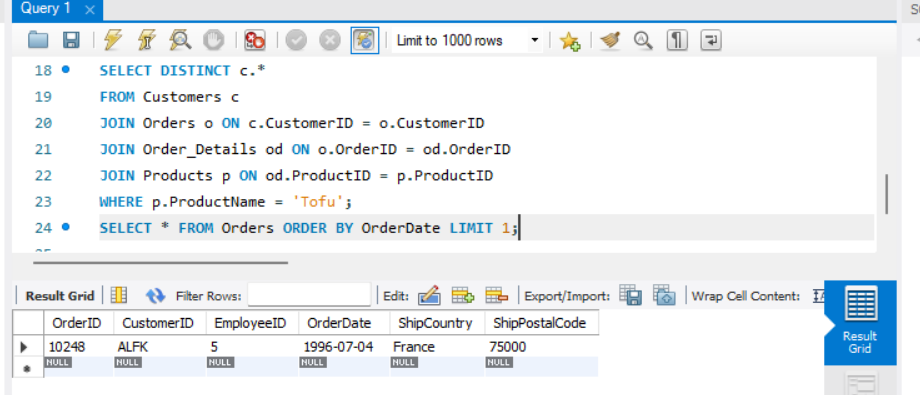 Query 1
Limit to 1000 rows
18 SELECT DISTINCT c.*
19 FROM Customers c
20 JOIN Orders o ON c.CustomerID = o.CustomerID
21 JOIN Order_Details od ON o.OrderID = od.OrderID
22 JOIN Products p ON od.ProductID = p.ProductID
23 WHERE p.ProductName = 'Tofu';
24 SELECT * FROM Orders ORDER BY OrderDate LIMIT 1;
Result Grid Filter Rows: Edit: Export/Import: Wrap Cell Content:
OrderID CustomerID EmployeeID OrderDate ShipCountry ShipPostalCode
10248 ALFK 5 1996-07-04 France 75000
NULL NULL NULL NULL NULL NULL
Result
Grid